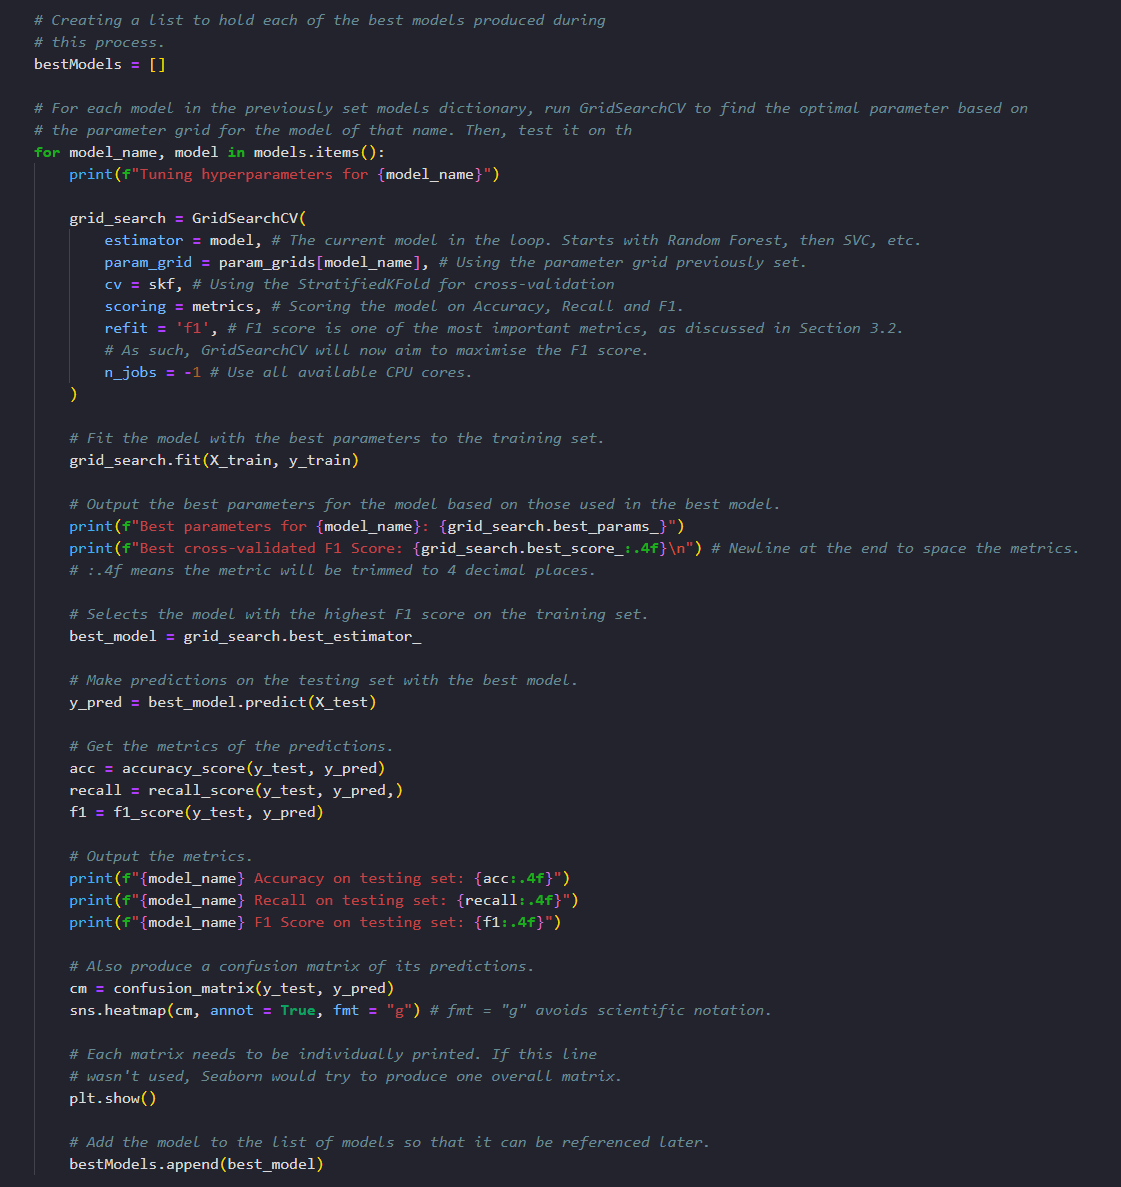 # Creating a list to hold each of the best models produced during
# this process.
bestModels = []

# For each model in the previously set models dictionary, run GridSearchCV to find the optimal parameter based on
# the parameter grid for the model of that name. Then, test it on th
for model_name, model in models.items():
    print(f"Tuning hyperparameters for {model_name}")

    grid_search = GridSearchCV(
        estimator = model, # The current model in the loop. Starts with Random Forest, then SVC, etc.
        param_grid = param_grids[model_name], # Using the parameter grid previously set.
        cv = skf, # Using the StratifiedKFold for cross-validation
        scoring = metrics, # Scoring the model on Accuracy, Recall and F1.
        refit = 'f1', # F1 score is one of the most important metrics, as discussed in Section 3.2.
        # As such, GridSearchCV will now aim to maximise the F1 score.
        n_jobs = -1 # Use all available CPU cores.
    )

    # Fit the model with the best parameters to the training set.
    grid_search.fit(X_train, y_train)

    # Output the best parameters for the model based on those used in the best model.
    print(f"Best parameters for {model_name}: {grid_search.best_params_}")
    print(f"Best cross-validated F1 Score: {grid_search.best_score_:.4f}\n") # Newline at the end to space the metrics.
    # :.4f means the metric will be trimmed to 4 decimal places.

    # Selects the model with the highest F1 score on the training set.
    best_model = grid_search.best_estimator_

    # Make predictions on the testing set with the best model.
    y_pred = best_model.predict(X_test)

    # Get the metrics of the predictions.
    acc = accuracy_score(y_test, y_pred)
    recall = recall_score(y_test, y_pred,)
    f1 = f1_score(y_test, y_pred)

    # Output the metrics.
    print(f"{model_name} Accuracy on testing set: {acc:.4f}")
    print(f"{model_name} Recall on testing set: {recall:.4f}")
    print(f"{model_name} F1 Score on testing set: {f1:.4f}")

    # Also produce a confusion matrix of its predictions.
    cm = confusion_matrix(y_test, y_pred)
    sns.heatmap(cm, annot = True, fmt = "g") # fmt = "g" avoids scientific notation.

    # Each matrix needs to be individually printed. If this line
    # wasn't used, Seaborn would try to produce one overall matrix.
    plt.show()

    # Add the model to the list of models so that it can be referenced later.
    bestModels.append(best_model)